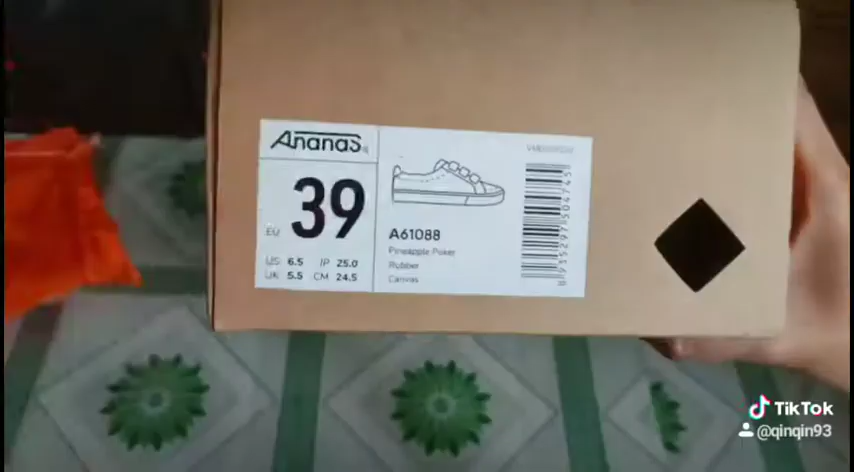 Ananas
EU 39
US 6.5 JP 25.0
UK 5.5 CM 24.5
A61088
Pineapple Poker
Rubber
Canvas
TikTok
@qinqin93